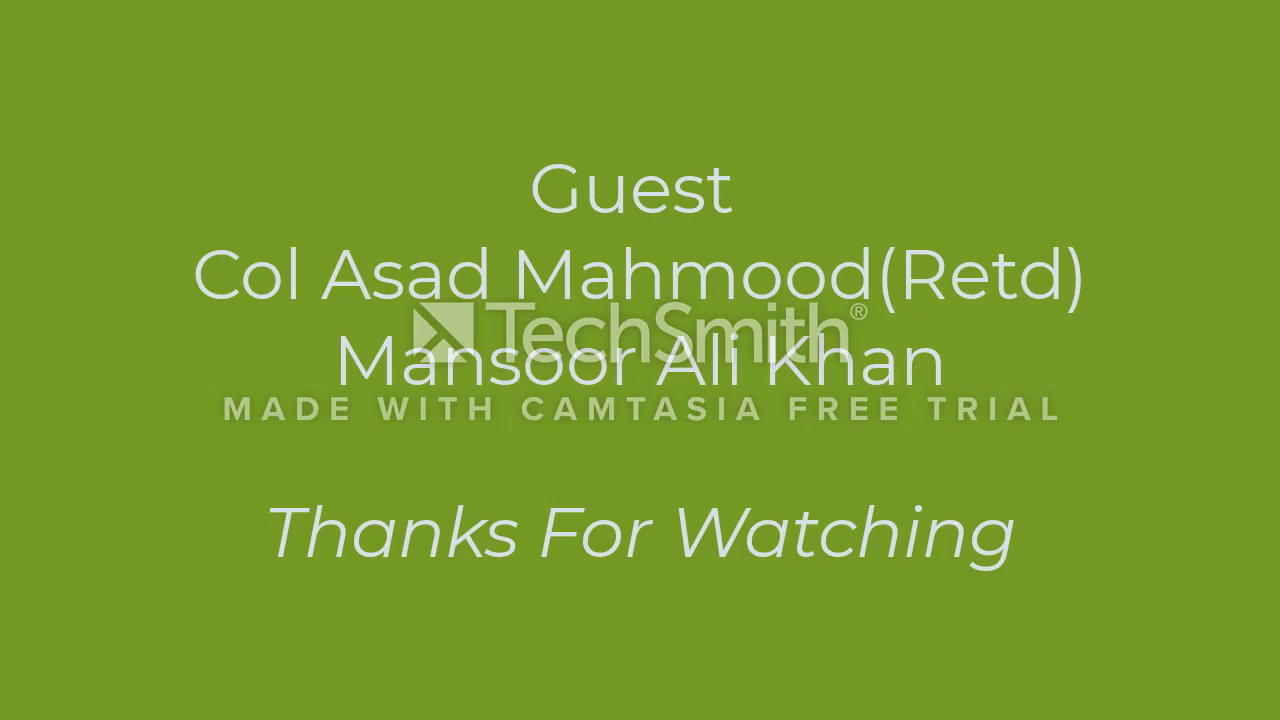 Guest
Col Asad Mahmood(Retd)
TechSmith®
Mansoor Ali Khan
MADE WITH CAMTASIA FREE TRIAL
Thanks For Watching